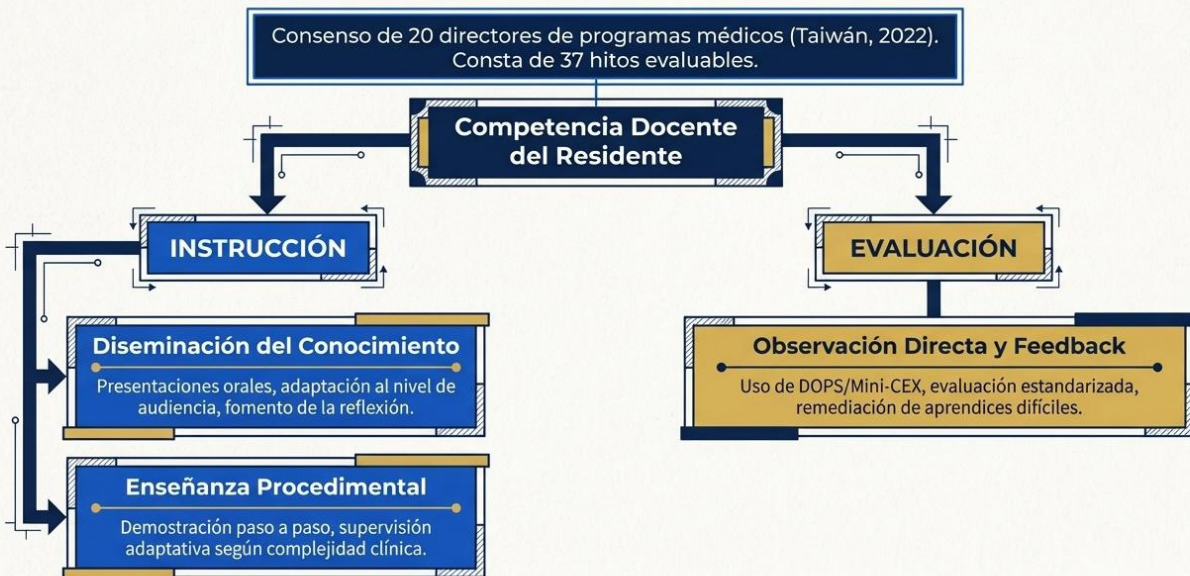 Consenso de 20 directores de programas médicos (Taiwán, 2022).
Consta de 37 hitos evaluables.
Competencia Docente
del Residente
INSTRUCCIÓN
Diseminación del Conocimiento
Presentaciones orales, adaptación al nivel de
audiencia, fomento de la reflexión.
Enseñanza Procedimental
Demostración paso a paso, supervisión
adaptativa según complejidad clínica.
EVALUACIÓN
Observación Directa y Feedback
Uso de DOPS/Mini-CEX, evaluación estandarizada,
remediación de aprendices difíciles.